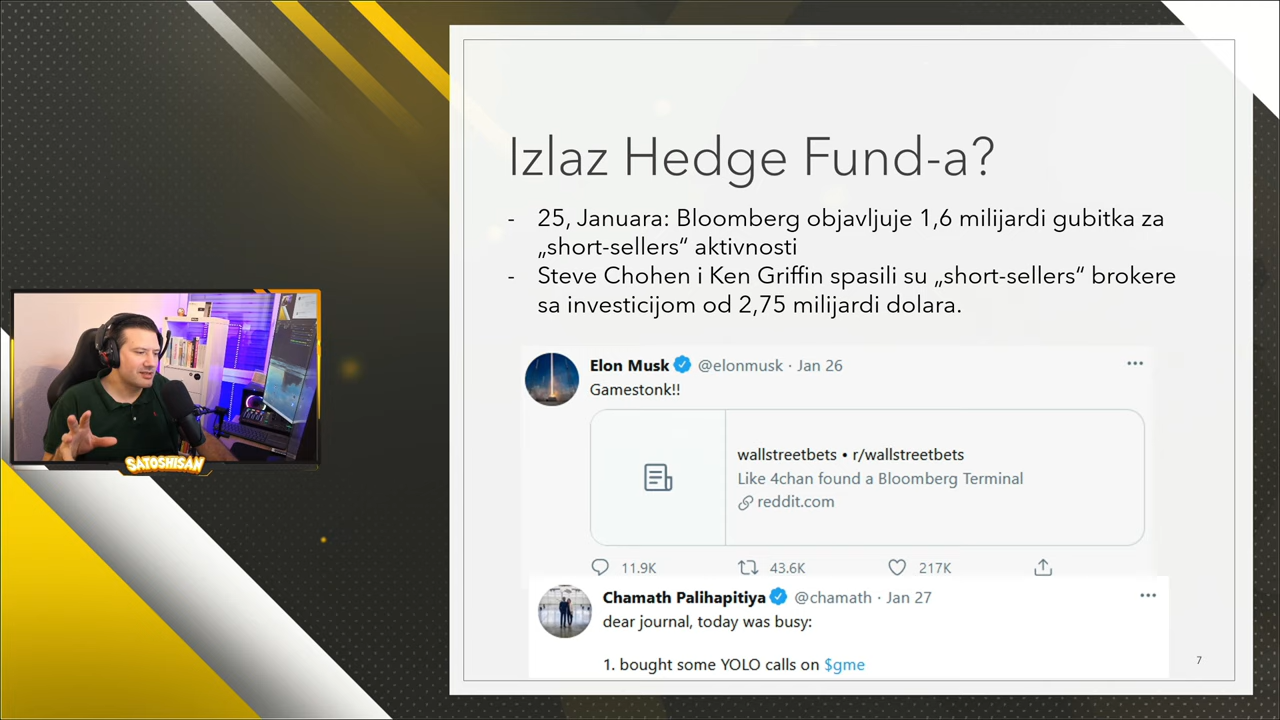 Izlaz Hedge Fund-a?
- 25, Januara: Bloomberg objavljuje 1,6 milijardi gubitka za
„short-sellers“ aktivnosti
- Steve Chohen i Ken Griffin spasili su „short-sellers“ brokere
sa investicijom od 2,75 milijardi dolara.
Elon Musk @elonmusk · Jan 26
Gamestonk!!
wallstreetbets • r/wallstreetbets
Like 4chan found a Bloomberg Terminal
reddit.com
11.9K 43.6K 217K
Chamath Palihapitiya @chamath · Jan 27
dear journal, today was busy:
1. bought some YOLO calls on $gme
7
SATOSHISAN